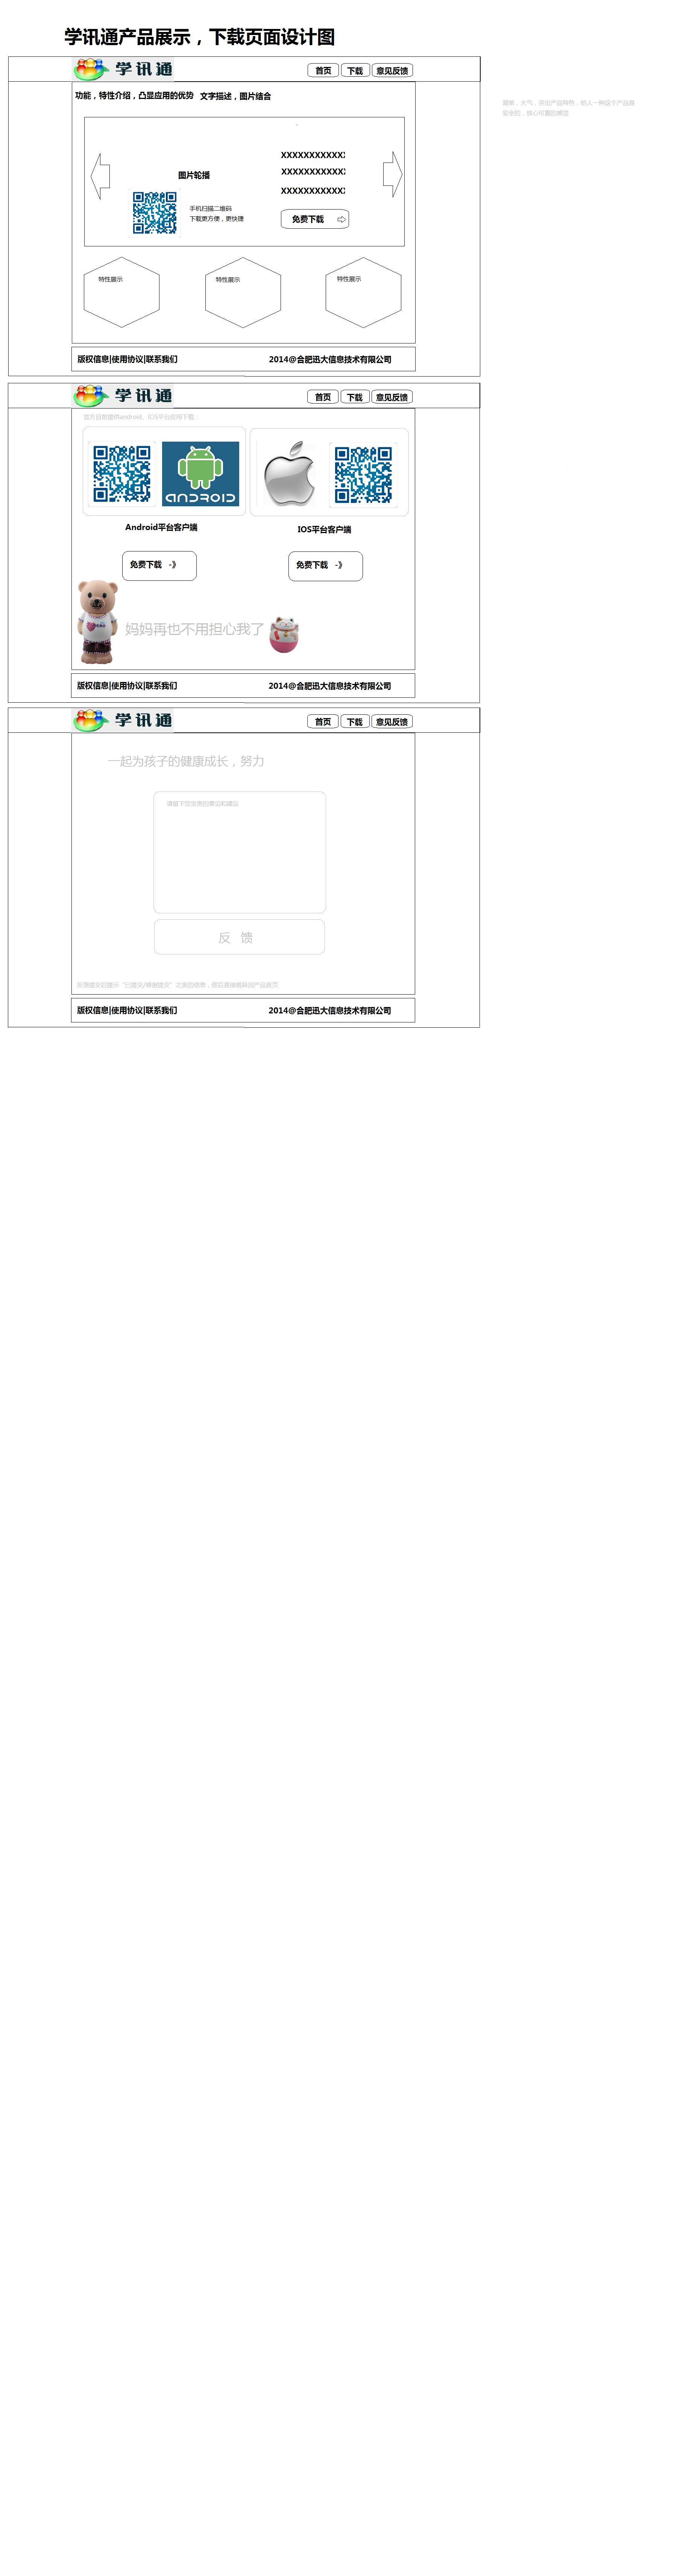 学讯通产品展示，下载页面设计图
学讯通
首页 下载 意见反馈
功能，特性介绍，凸显应用的优势 文字描述，图片结合
简单，大气，突出产品特色，给人一种这个产品是
安全的，放心可靠的感觉
XXXXXXXXXXX
XXXXXXXXXXX
图片轮播
XXXXXXXXXXX
手机扫描二维码
下载更方便，更快捷
免费下载
特性展示 特性展示 特性展示
版权信息|使用协议|联系我们 2014@合肥迅大信息技术有限公司
学讯通
首页 下载 意见反馈
官方目前提供android、IOS平台应用下载：
ANDROID
Android平台客户端 IOS平台客户端
免费下载 -》 免费下载 -》
妈妈再也不用担心我了
版权信息|使用协议|联系我们 2014@合肥迅大信息技术有限公司
学讯通
首页 下载 意见反馈
一起为孩子的健康成长，努力
请留下您宝贵的意见和建议
反 馈
反馈提交后提示“已提交/感谢提交”之类的信息，然后直接跳转到产品首页
版权信息|使用协议|联系我们 2014@合肥迅大信息技术有限公司